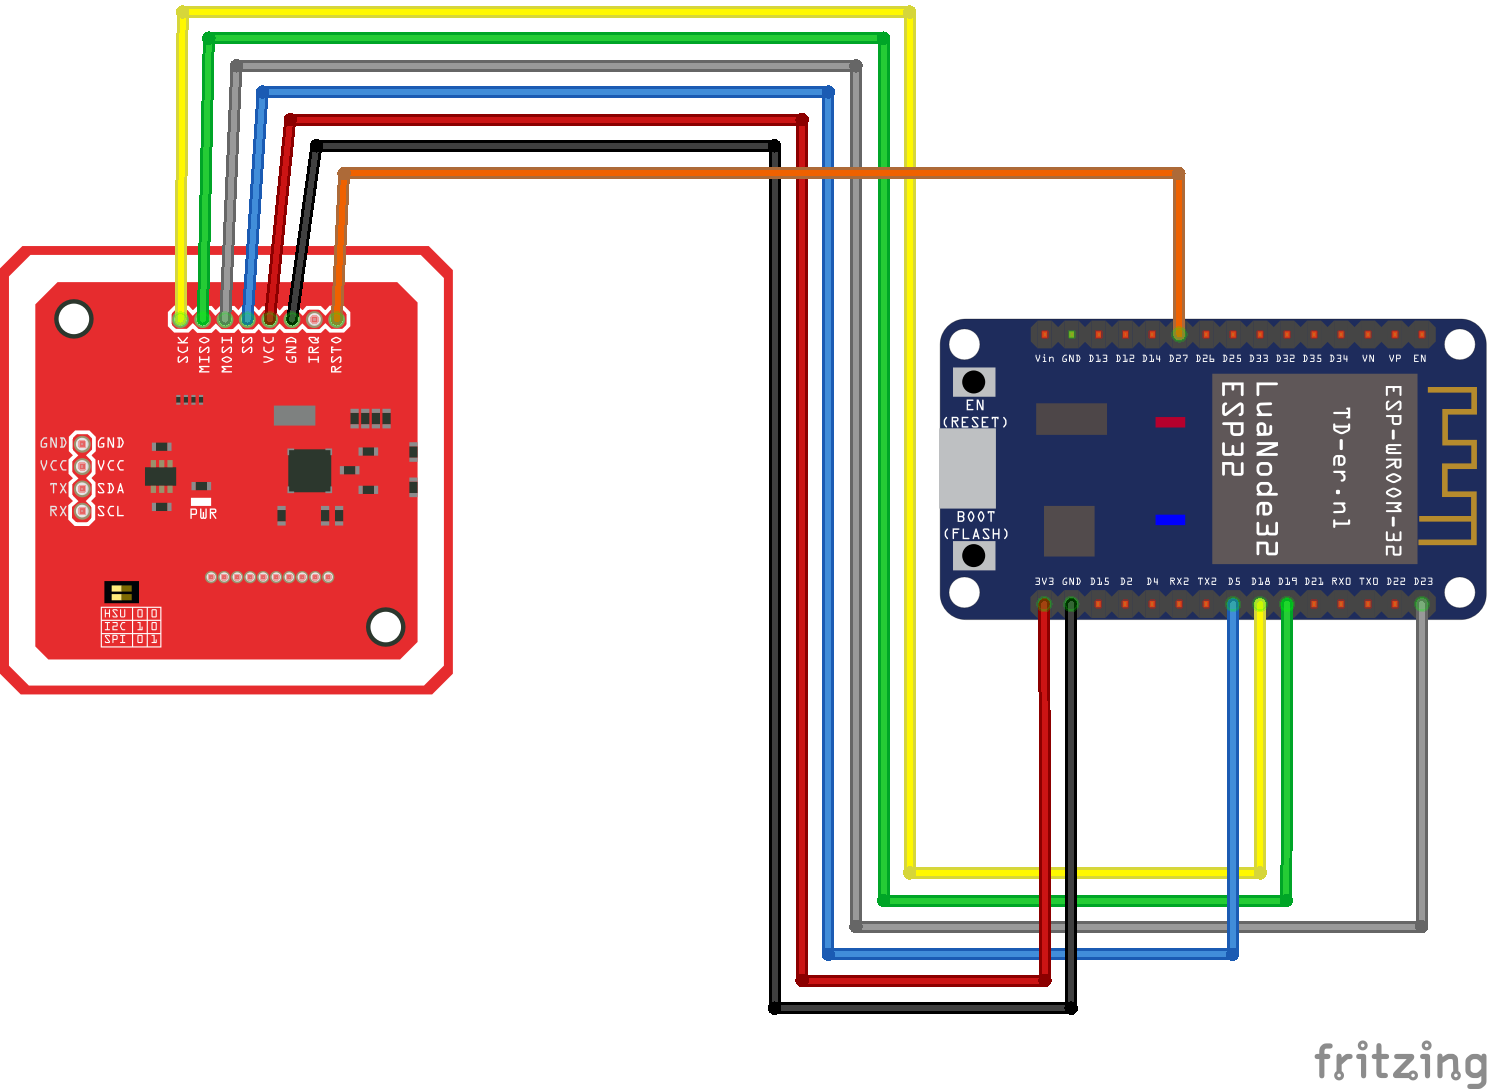 SCK
MISO
MOSI
SS
VCC
GND
IRQ
RSTO
GND GND
VCC VCC
TX SDA
RX SCL
PWR
HSU 0 0
I2C 1 0
SPI 0 1
Vin GND D13 D12 D14 D27 D26 D25 D33 D32 D35 D34 VN VP EN
EN
(RESET)
BOOT
(FLASH)
ESP32
LuaNode32
TD-er.nl
ESP-WROOM-32
3V3 GND D15 D2 D4 RX2 TX2 D5 D18 D19 D21 RX0 TX0 D22 D23
fritzing